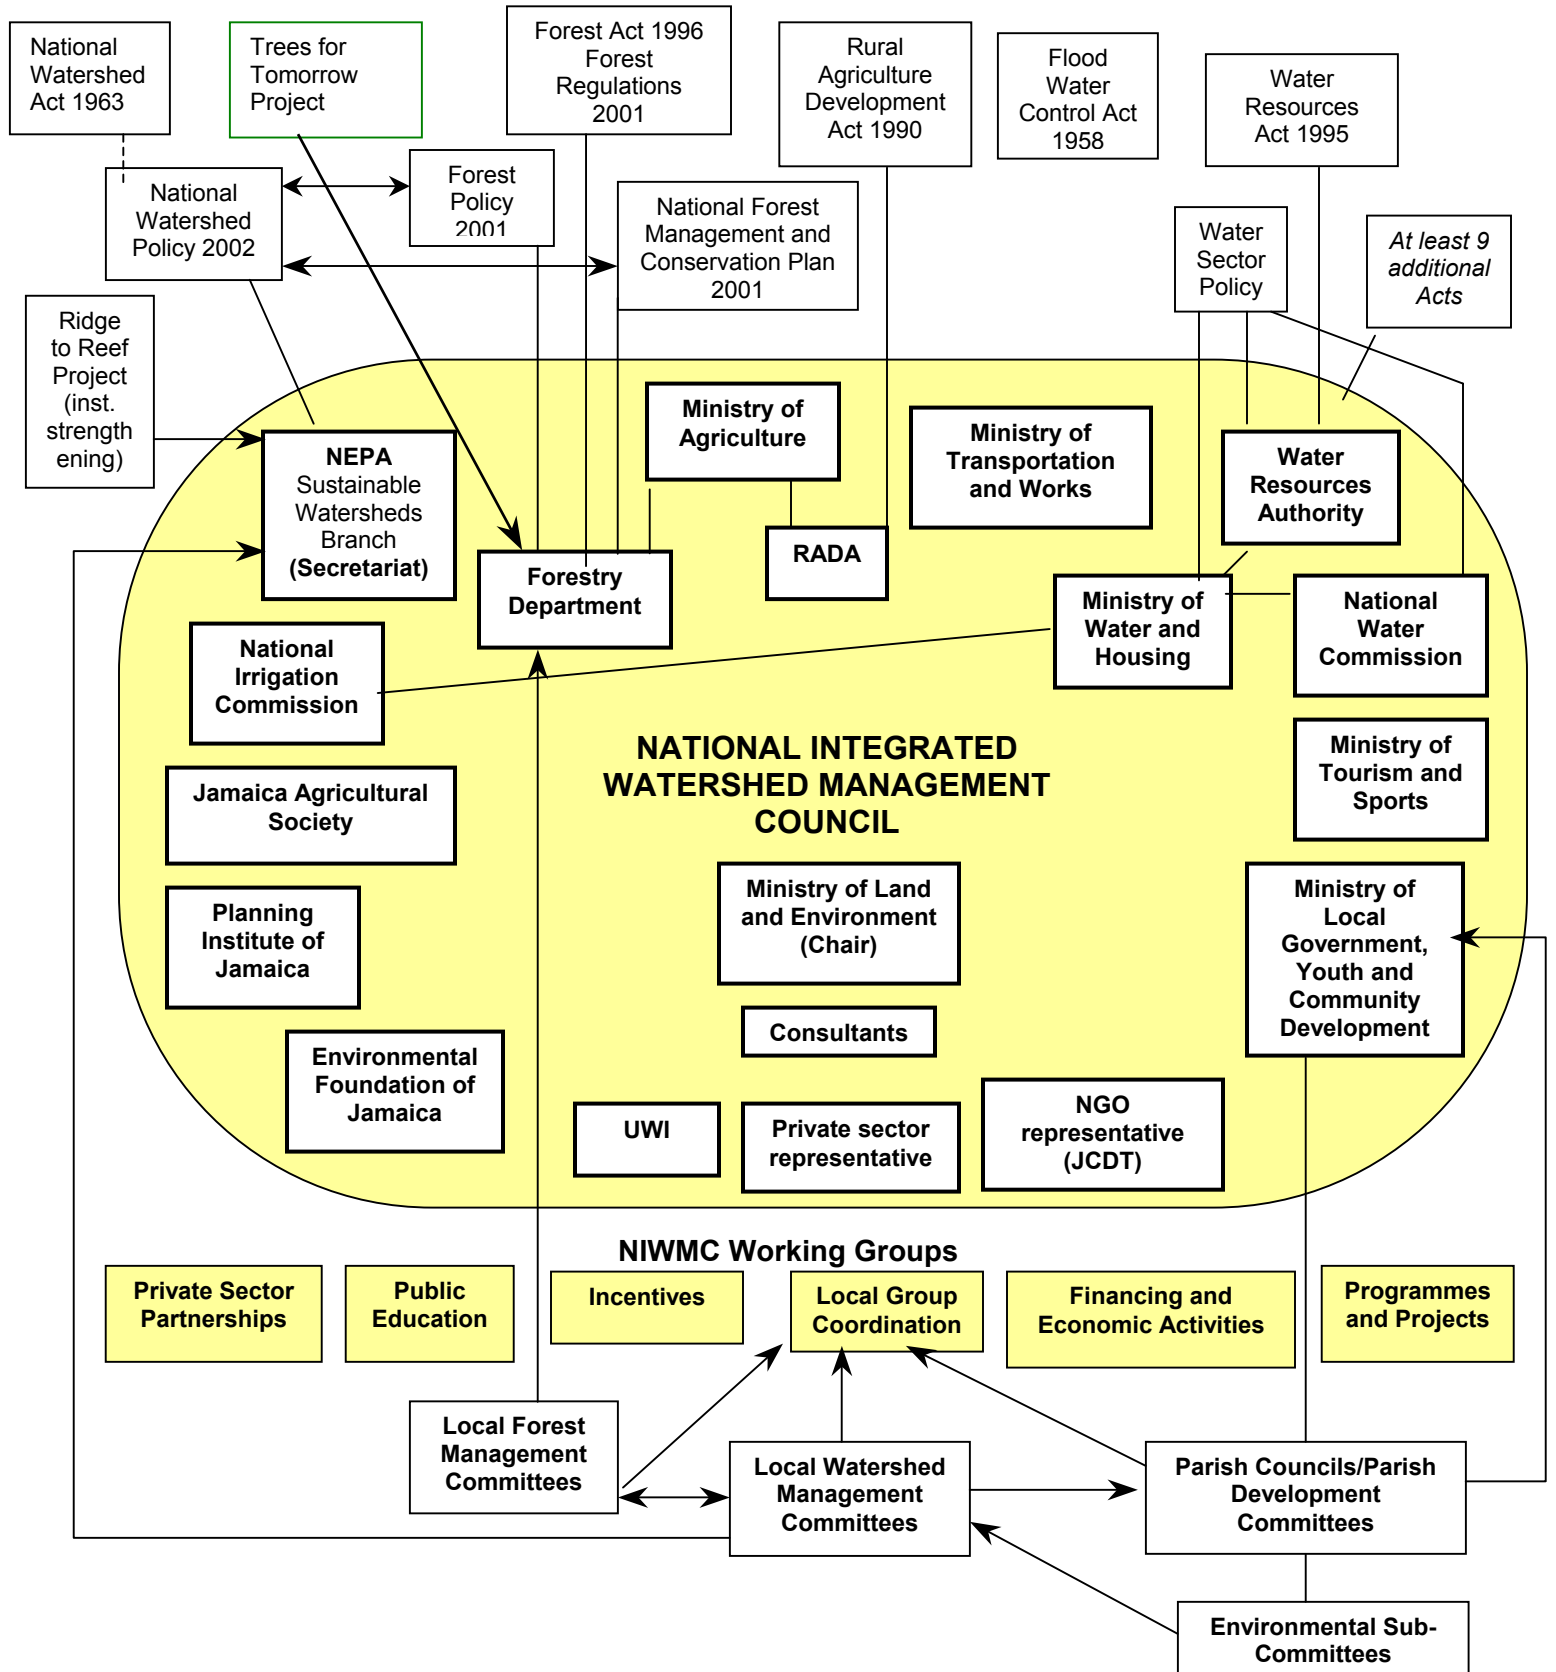 National
Watershed
Act 1963
Trees for
Tomorrow
Project
Forest Act 1996
Forest
Regulations
2001
Rural
Agriculture
Development
Act 1990
Flood
Water
Control Act
1958
Water
Resources
Act 1995
National
Watershed
Policy 2002
Forest
Policy
2001
National Forest
Management and
Conservation Plan
2001
Water
Sector
Policy
At least 9
additional
Acts
Ridge
to Reef
Project
(inst.
strength
ening)
NEPA
Sustainable
Watersheds
Branch
(Secretariat)
Forestry
Department
Ministry of
Agriculture
RADA
Ministry of
Transportation
and Works
Water
Resources
Authority
Ministry of
Water and
Housing
National
Water
Commission
National
Irrigation
Commission
NATIONAL INTEGRATED
WATERSHED MANAGEMENT
COUNCIL
Ministry of
Tourism and
Sports
Jamaica Agricultural
Society
Planning
Institute of
Jamaica
Ministry of Land
and Environment
(Chair)
Ministry of
Local
Government,
Youth and
Community
Development
Consultants
Environmental
Foundation of
Jamaica
UWI
Private sector
representative
NGO
representative
(JCDT)
NIWMC Working Groups
Private Sector
Partnerships
Public
Education
Incentives
Local Group
Coordination
Financing and
Economic Activities
Programmes
and Projects
Local Forest
Management
Committees
Local Watershed
Management
Committees
Parish Councils/Parish
Development
Committees
Environmental Sub-
Committees